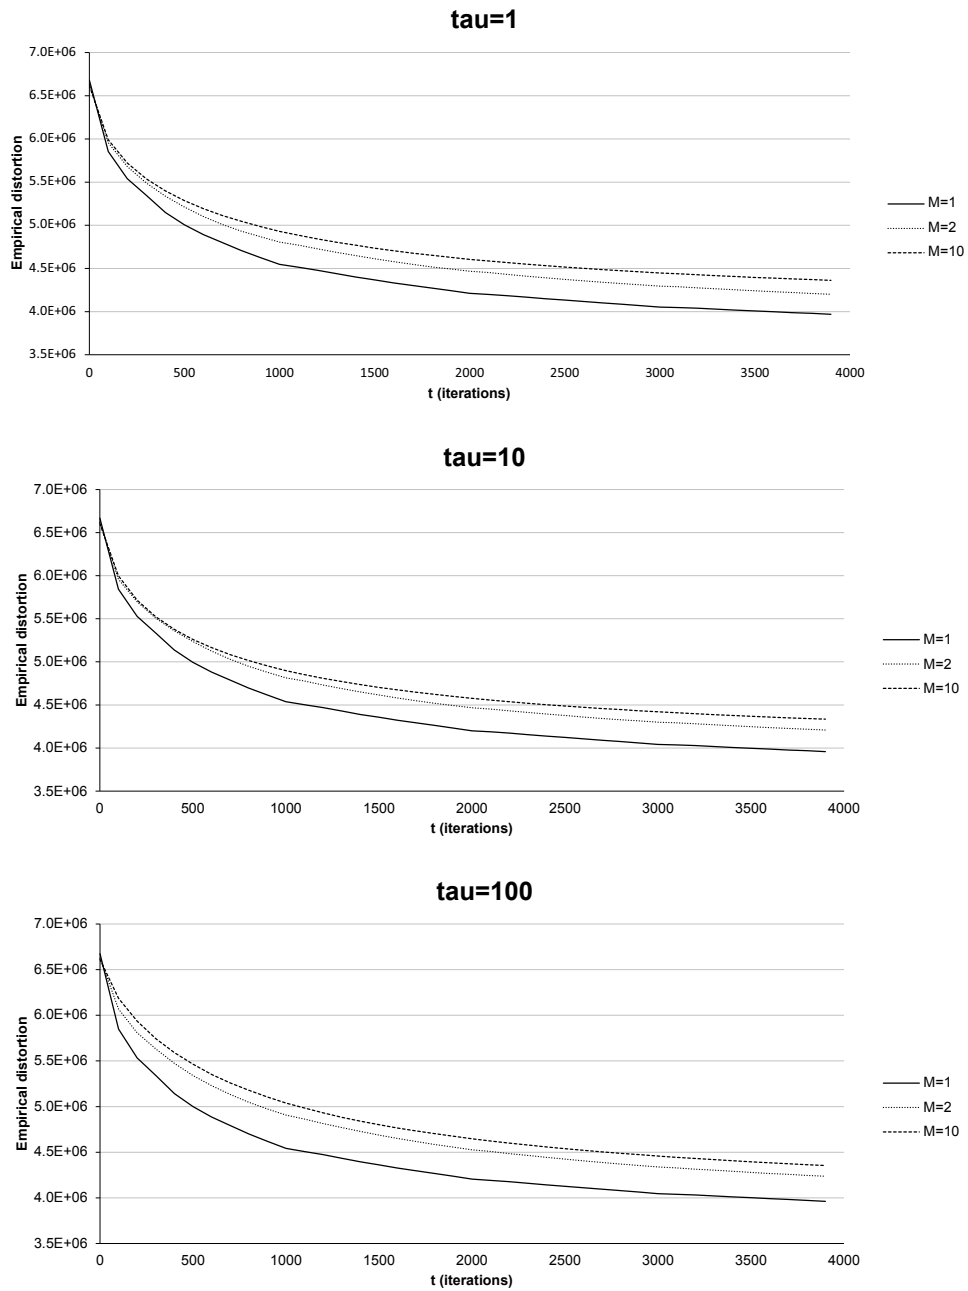 tau=1
7.0E+06
6.5E+06
6.0E+06
5.5E+06
5.0E+06
4.5E+06
4.0E+06
3.5E+06
Empirical distortion
0 500 1000 1500 2000 2500 3000 3500 4000
t (iterations)
M=1
M=2
M=10
tau=10
7.0E+06
6.5E+06
6.0E+06
5.5E+06
5.0E+06
4.5E+06
4.0E+06
3.5E+06
Empirical distortion
0 500 1000 1500 2000 2500 3000 3500 4000
t (iterations)
M=1
M=2
M=10
tau=100
7.0E+06
6.5E+06
6.0E+06
5.5E+06
5.0E+06
4.5E+06
4.0E+06
3.5E+06
Empirical distortion
0 500 1000 1500 2000 2500 3000 3500 4000
t (iterations)
M=1
M=2
M=10